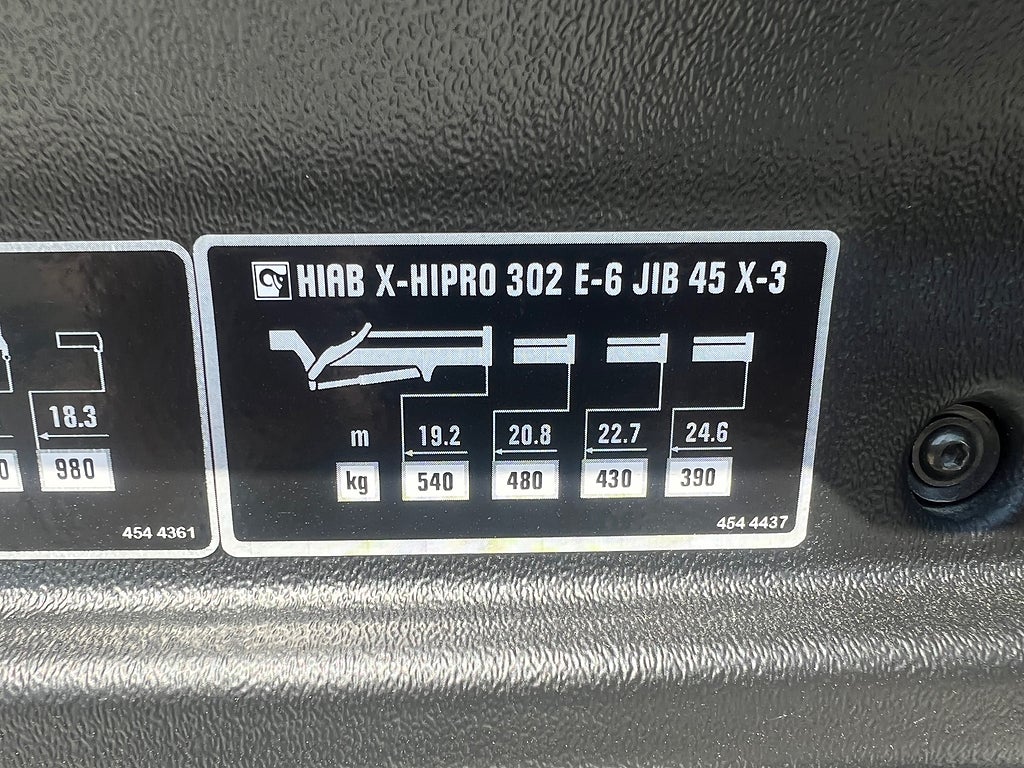 18.3
0 980
454 4361
HIAB X-HIPRO 302 E-6 JIB 45 X-3
m 19.2 20.8 22.7 24.6
kg 540 480 430 390
454 4437